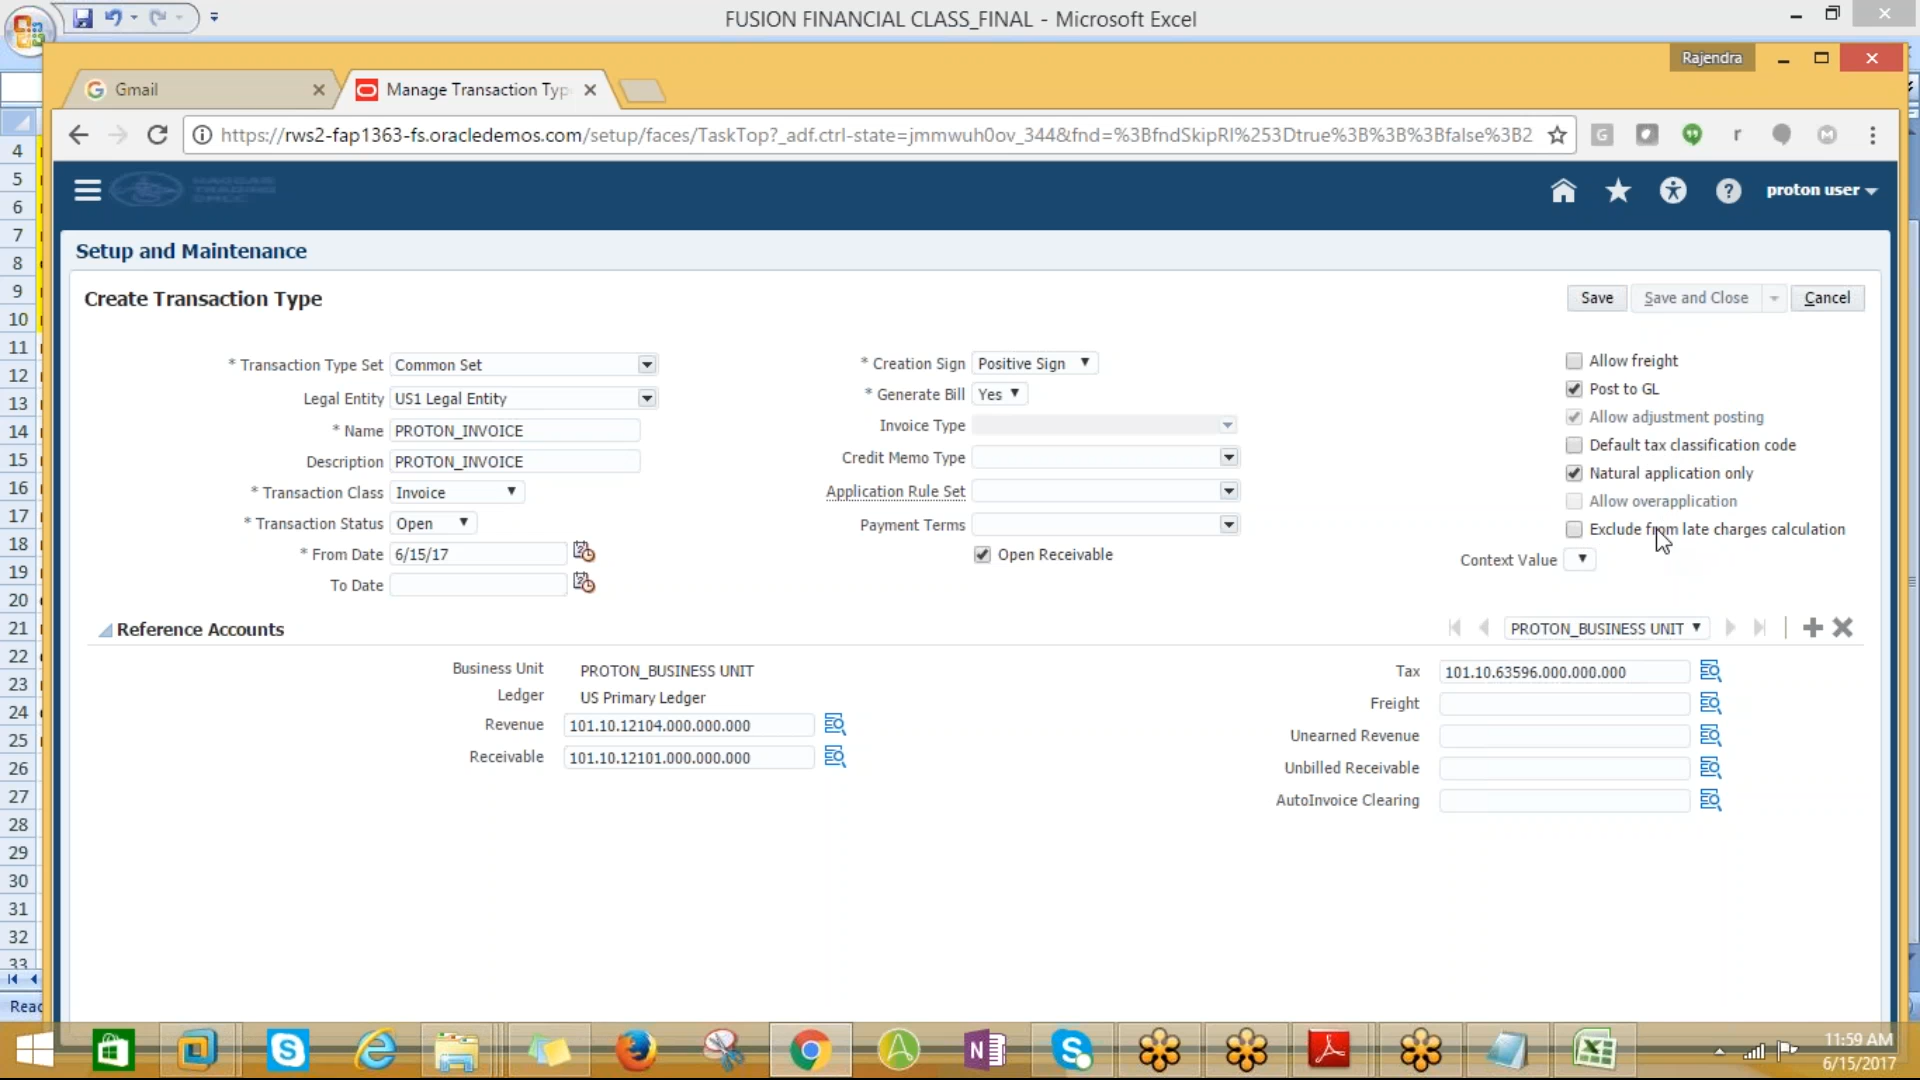 FUSION FINANCIAL CLASS_FINAL - Microsoft Excel
Rajendra
Gmail
Manage Transaction Typ
https://rws2-fap1363-fs.oracledemos.com/setup/faces/TaskTop?_adf.ctrl-state=jmmwuh0ov_344&fnd=%3BfndSkipRI%253Dtrue%3B%3B%3Bfalse%3B2
proton user
Setup and Maintenance
Create Transaction Type
Save
Save and Close
Cancel
* Transaction Type Set Common Set
Legal Entity US1 Legal Entity
* Name PROTON_INVOICE
Description PROTON_INVOICE
* Transaction Class Invoice
* Transaction Status Open
* From Date 6/15/17
To Date
* Creation Sign Positive Sign
* Generate Bill Yes
Invoice Type
Credit Memo Type
Application Rule Set
Payment Terms
Open Receivable
Allow freight
Post to GL
Allow adjustment posting
Default tax classification code
Natural application only
Allow overapplication
Exclude from late charges calculation
Context Value
Reference Accounts
PROTON_BUSINESS UNIT
Business Unit PROTON_BUSINESS UNIT
Ledger US Primary Ledger
Revenue 101.10.12104.000.000.000
Receivable 101.10.12101.000.000.000
Tax 101.10.63596.000.000.000
Freight
Unearned Revenue
Unbilled Receivable
AutoInvoice Clearing
4
5
6
7
8
9
10
11
12
13
14
15
16
17
18
19
20
21
22
23
24
25
26
27
28
29
30
31
32
33
11:59 AM
6/15/2017